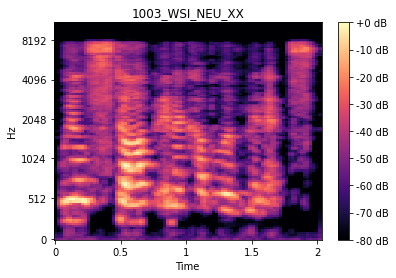 1003_WSI_NEU_XX
8192
4096
2048
1024
512
0
Hz
0
0.5
1
1.5
2
Time
+0 dB
-10 dB
-20 dB
-30 dB
-40 dB
-50 dB
-60 dB
-70 dB
-80 dB